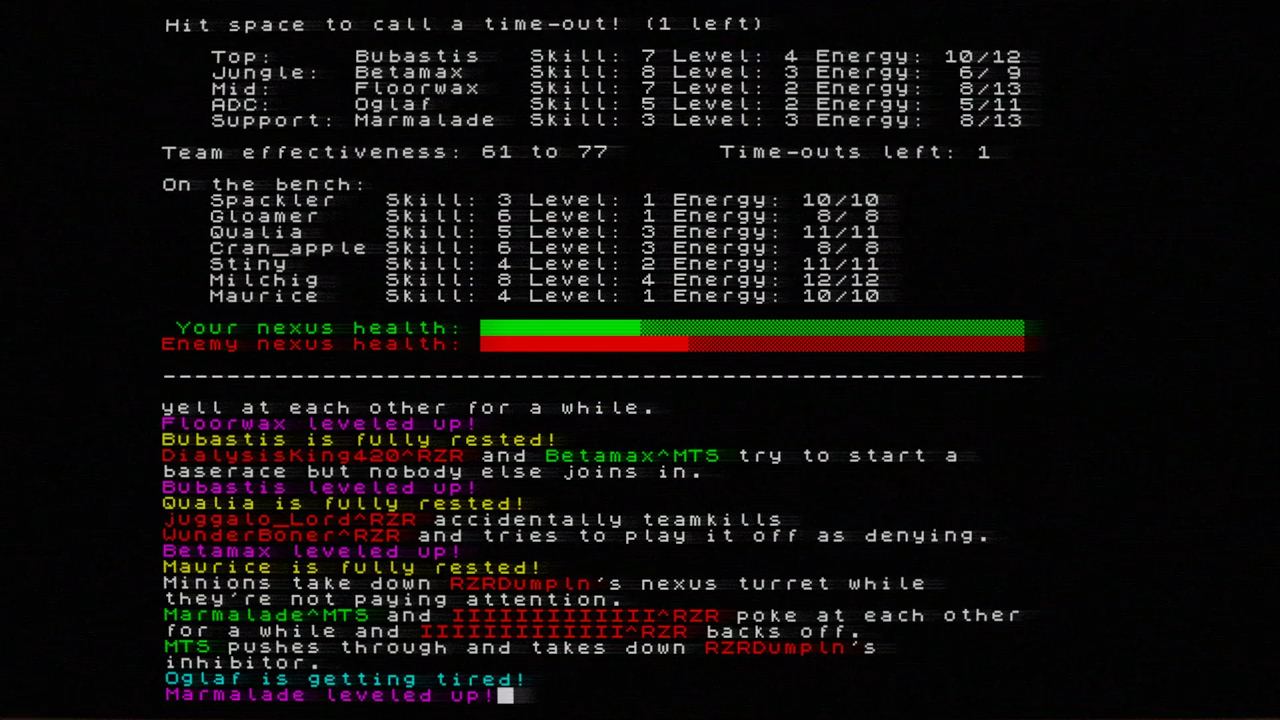 Hit space to call a time-out! (1 left)
Top: Bubastis Skill: 7 Level: 4 Energy: 10/12
Jungle: Betamax Skill: 8 Level: 3 Energy: 6/ 9
Mid: Floorwax Skill: 7 Level: 2 Energy: 8/13
ADC: Oglaf Skill: 5 Level: 2 Energy: 5/11
Support: Marmalade Skill: 3 Level: 3 Energy: 8/13
Team effectiveness: 61 to 77 Time-outs left: 1
On the bench:
Spackler Skill: 3 Level: 1 Energy: 10/10
Gloamer Skill: 6 Level: 1 Energy: 8/ 8
Qualia Skill: 5 Level: 3 Energy: 11/11
Cran_apple Skill: 6 Level: 3 Energy: 8/ 8
Stiny Skill: 4 Level: 2 Energy: 11/11
Milchig Skill: 8 Level: 4 Energy: 12/12
Maurice Skill: 4 Level: 1 Energy: 10/10
Your nexus health:
Enemy nexus health:
yell at each other for a while.
Floorwax leveled up!
Bubastis is fully rested!
DialysisKing420^RZR and Betamax^MTS try to start a
baserace but nobody else joins in.
Bubastis leveled up!
Qualia is fully rested!
juggalo_Lord^RZR accidentally teamkills
WunderBoner^RZR and tries to play it off as denying.
Betamax leveled up!
Maurice is fully rested!
Minions take down RZRDumpln's nexus turret while
they're not paying attention.
Marmalade^MTS and IIIIIIIIIIIII^RZR poke at each other
for a while and IIIIIIIIIIIII^RZR backs off.
MTS pushes through and takes down RZRDumpln's
inhibitor.
Oglaf is getting tired!
Marmalade leveled up!